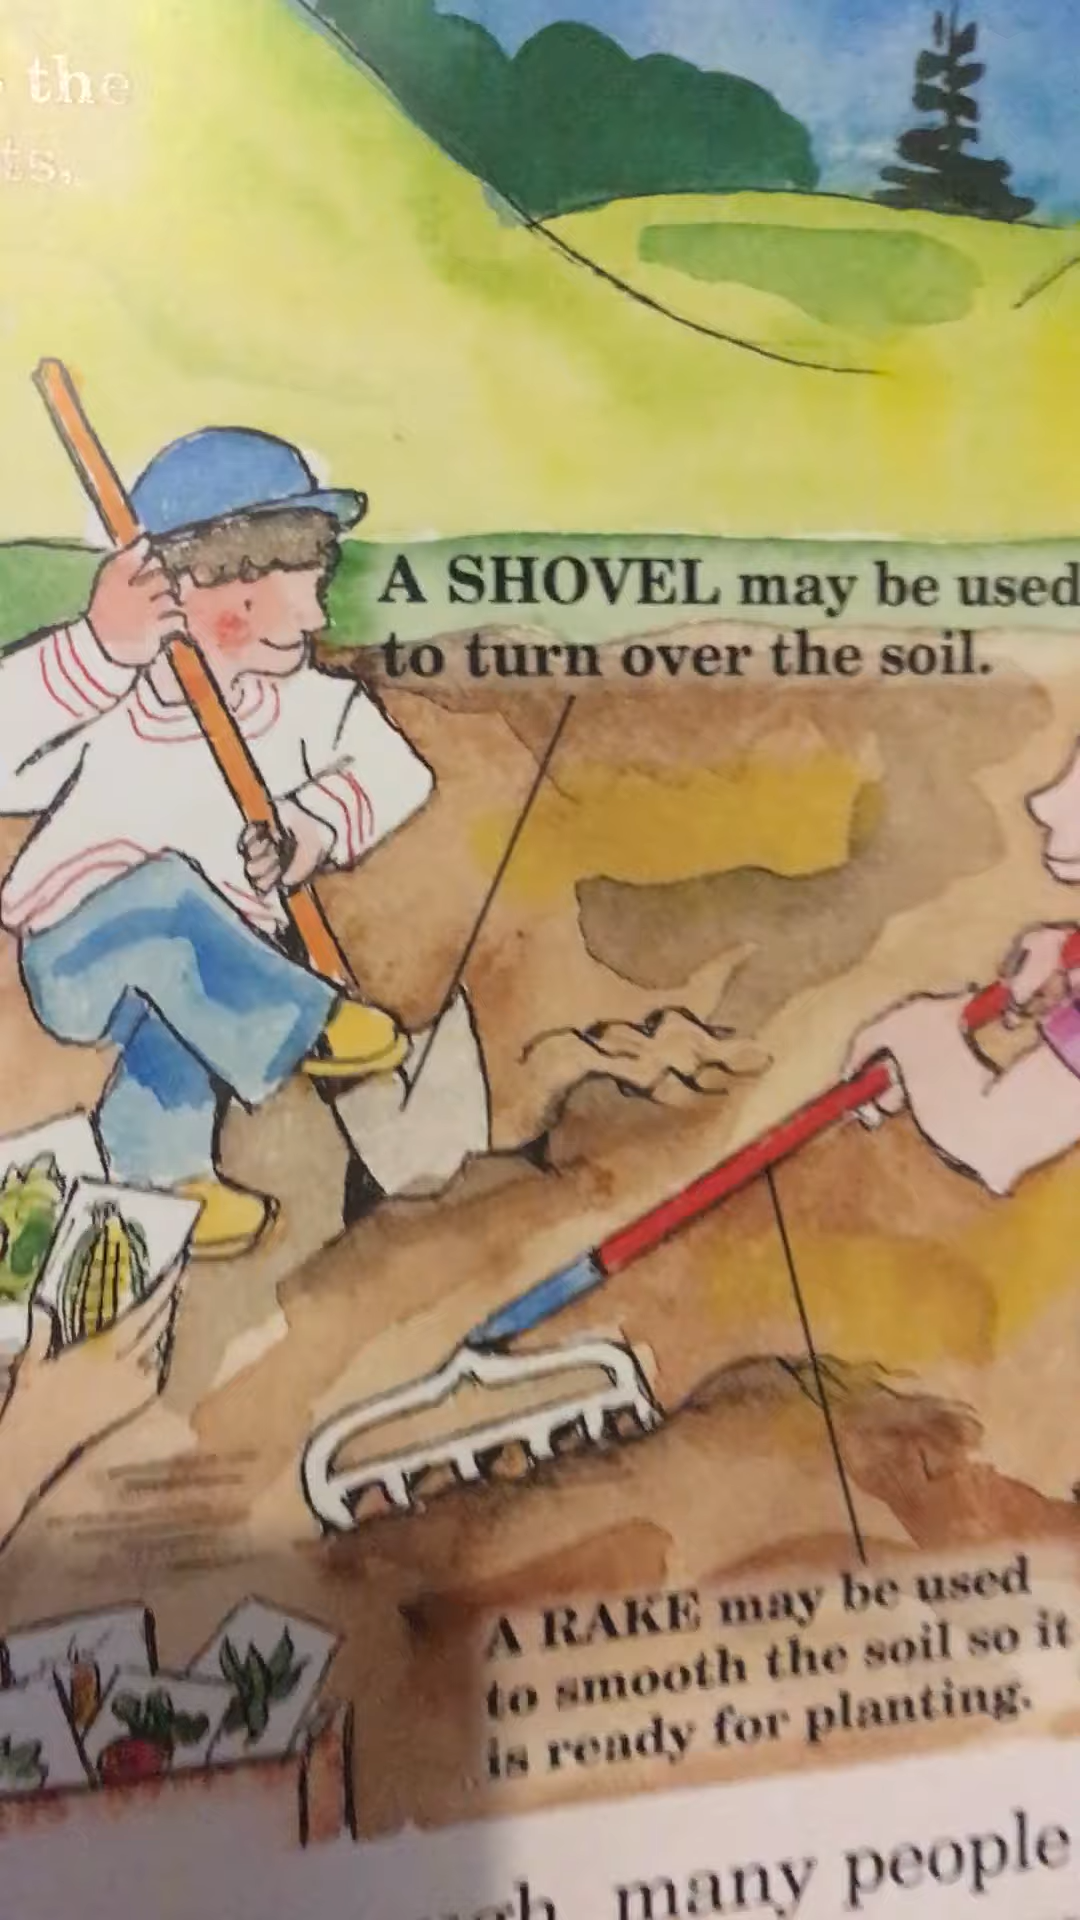 the
ts.
A SHOVEL may be used
to turn over the soil.
A RAKE may be used
to smooth the soil so it
is ready for planting.
many people